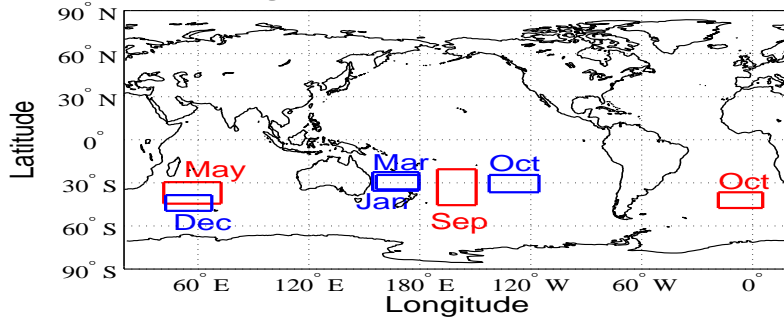 90° N
60° N
30° N
0°
30° S
60° S
90° S
Latitude
May
Dec
Mar
Jan
Sep
Oct
Oct
60° E
120° E
180° E
120° W
60° W
0°
Longitude